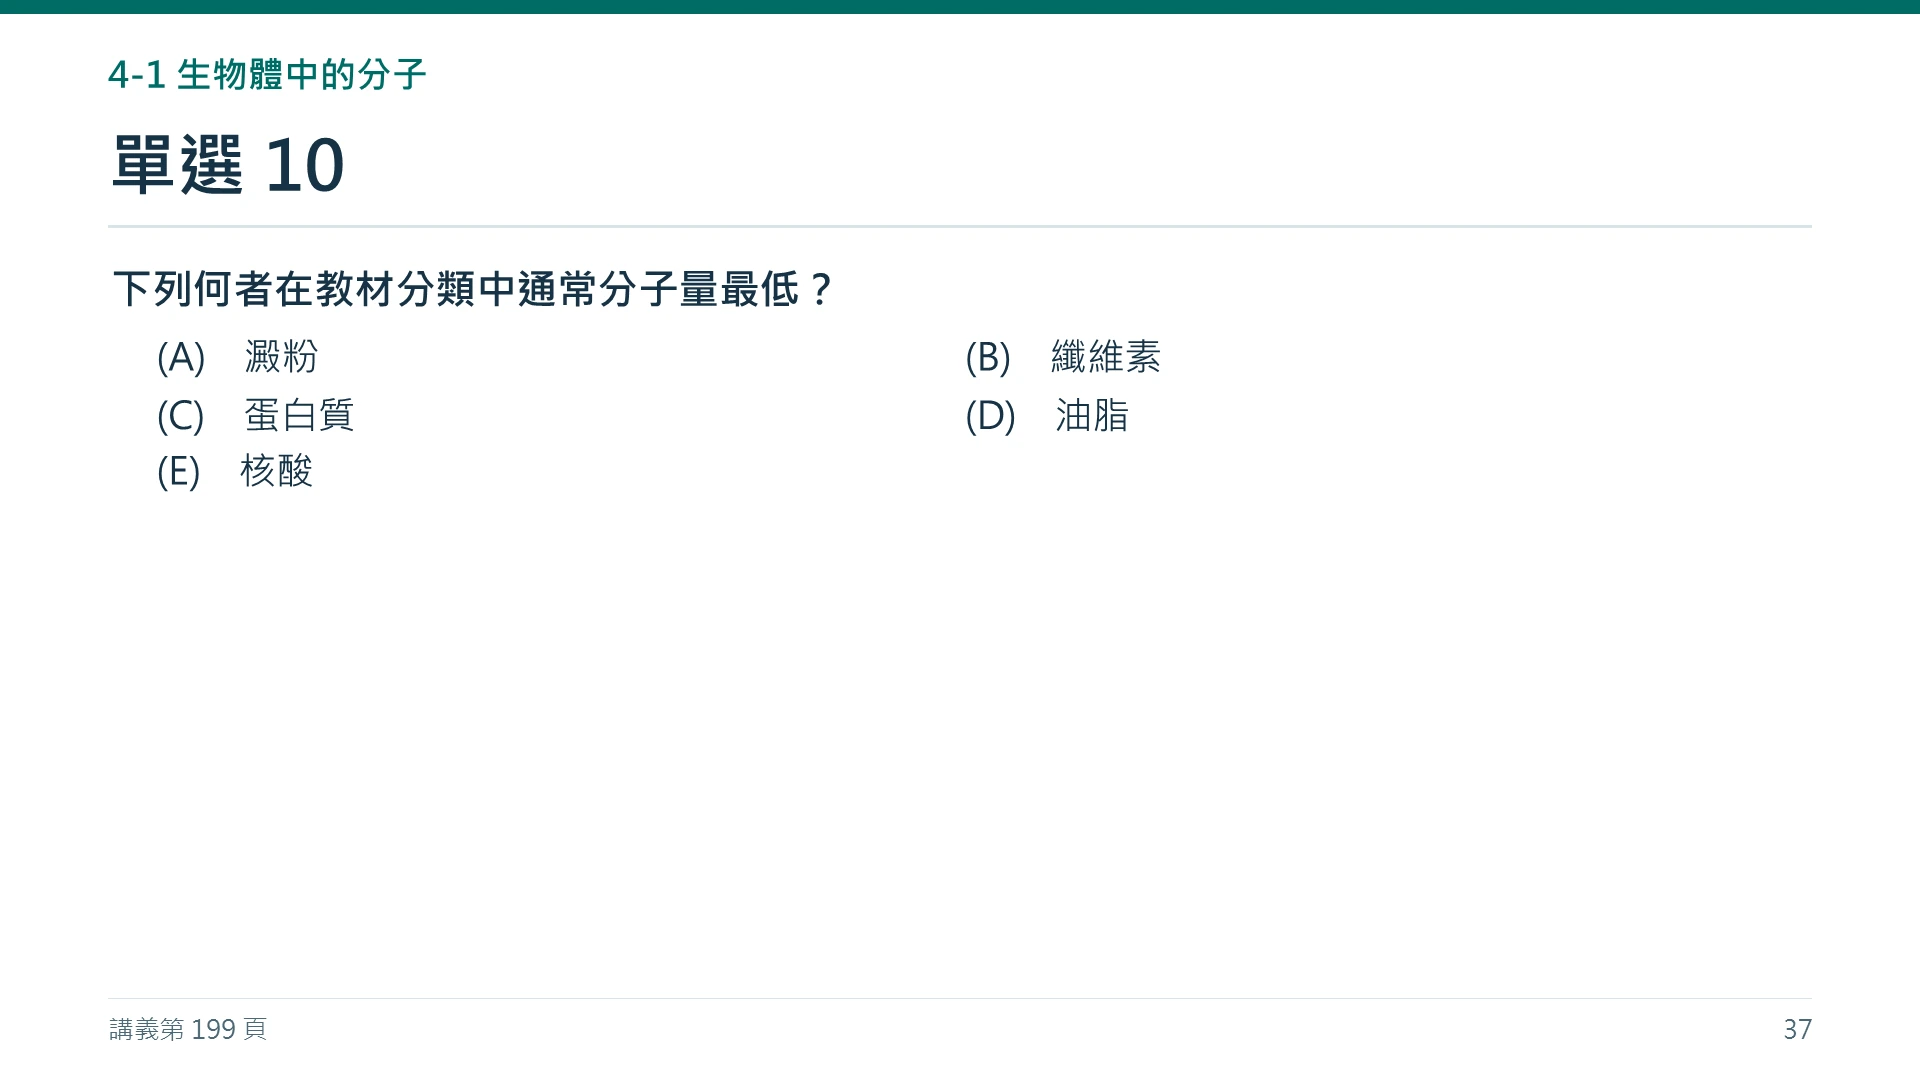 4-1 生物體中的分子
單選 10
下列何者在教材分類中通常分子量最低？
(A) 澱粉
(B) 纖維素
(C) 蛋白質
(D) 油脂
(E) 核酸
講義第 199 頁
37